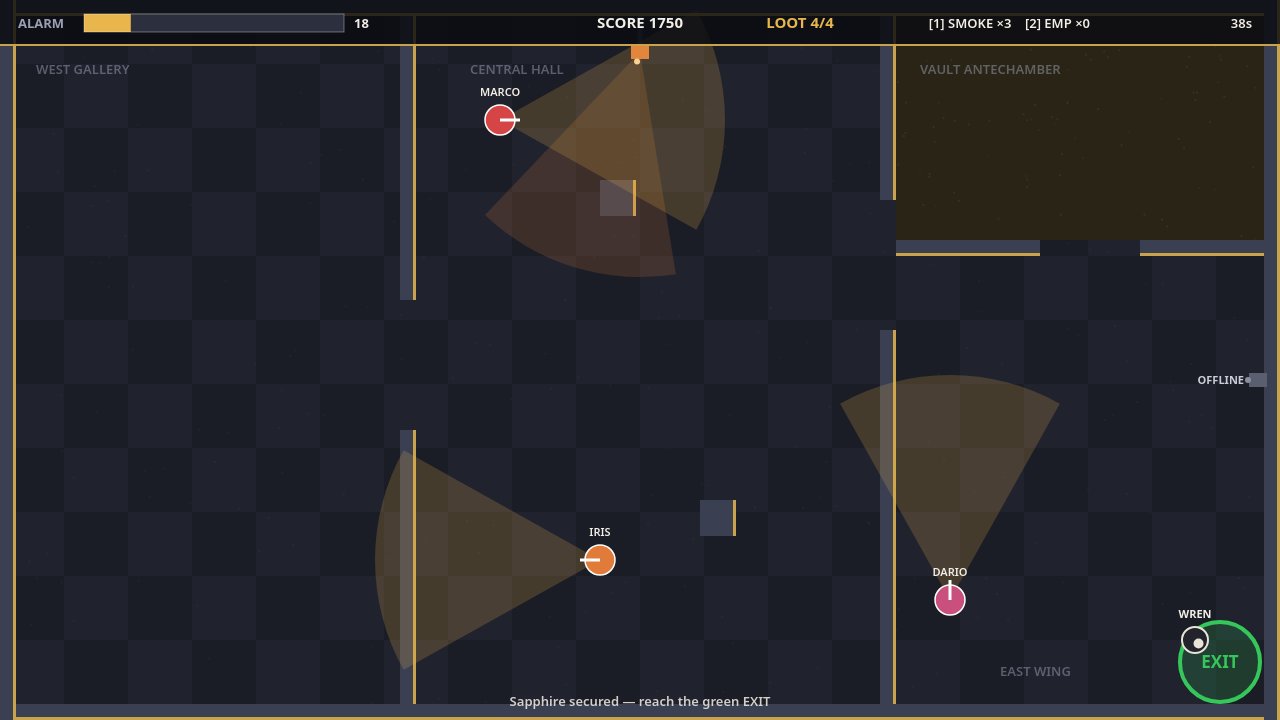 ALARM 18 SCORE 1750 LOOT 4/4 [1] SMOKE ×3 [2] EMP ×0 38s
WEST GALLERY CENTRAL HALL VAULT ANTECHAMBER
MARCO
OFFLINE
IRIS
DARIO
WREN
EXIT
EAST WING
Sapphire secured — reach the green EXIT